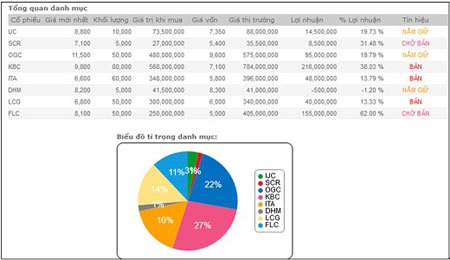 Tổng quan danh mục
Cổ phiếu Giá mới nhất Khối lượng Giá trị khi mua Giá vốn Giá thị trường Lợi nhuận % Lợi nhuận Tín hiệu
IJC 8,800 10,000 73,500,000 7,350 88,000,000 14,500,000 19.73 % NẮM GIỮ
SCR 7,100 5,000 27,000,000 5,400 35,500,000 8,500,000 31.48 % CHỜ BÁN
OGC 11,500 50,000 480,000,000 9,600 575,000,000 95,000,000 19.79 % NẮM GIỮ
KBC 9,800 80,000 568,000,000 7,100 784,000,000 216,000,000 38.03 % BÁN
ITA 6,600 60,000 348,000,000 5,800 396,000,000 48,000,000 13.79 % BÁN
DHM 8,200 5,000 41,500,000 8,300 41,000,000 -500,000 -1.20 % NẮM GIỮ
LCG 6,800 50,000 300,000,000 6,000 340,000,000 40,000,000 13.33 % BÁN
FLC 8,100 50,000 250,000,000 5,000 405,000,000 155,000,000 62.00 % CHỜ BÁN
Biểu đồ tỉ trọng danh mục:
11%
22%
14%
1%
16%
27%
IJC
SCR
OGC
KBC
ITA
DHM
LCG
FLC